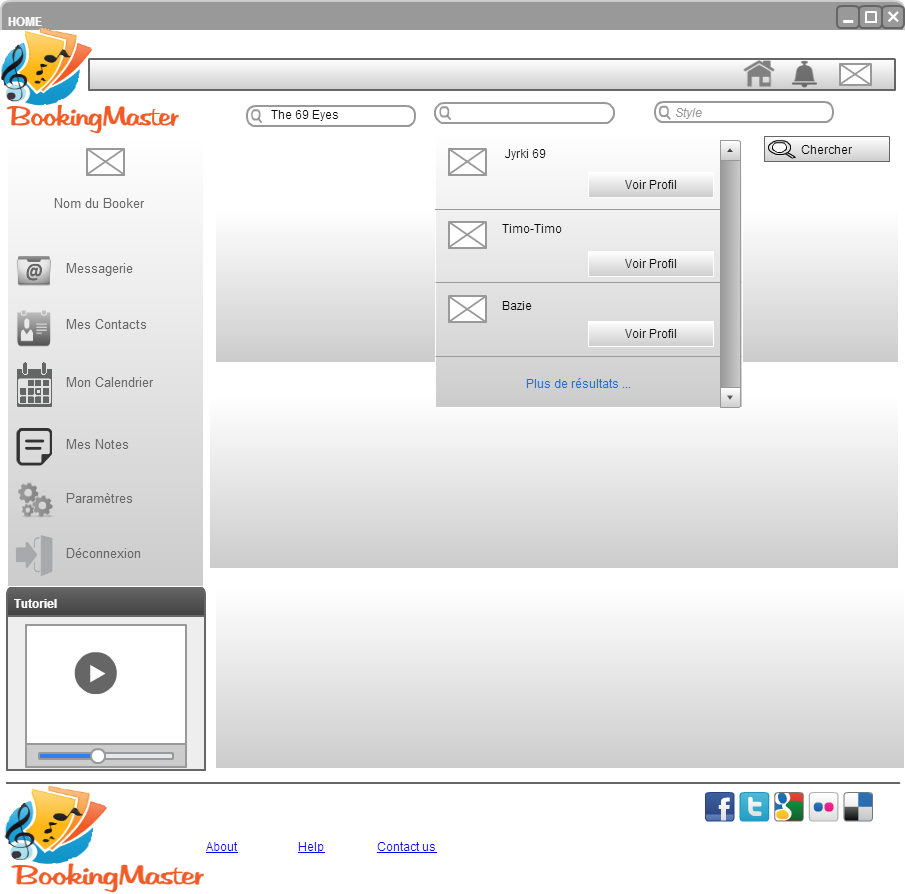 HOME
BookingMaster
The 69 Eyes
Style
Chercher
Nom du Booker
Messagerie
Mes Contacts
Mon Calendrier
Mes Notes
Paramètres
Déconnexion
Jyrki 69
Voir Profil
Timo-Timo
Voir Profil
Bazie
Voir Profil
Plus de résultats ...
Tutoriel
BookingMaster
About
Help
Contact us